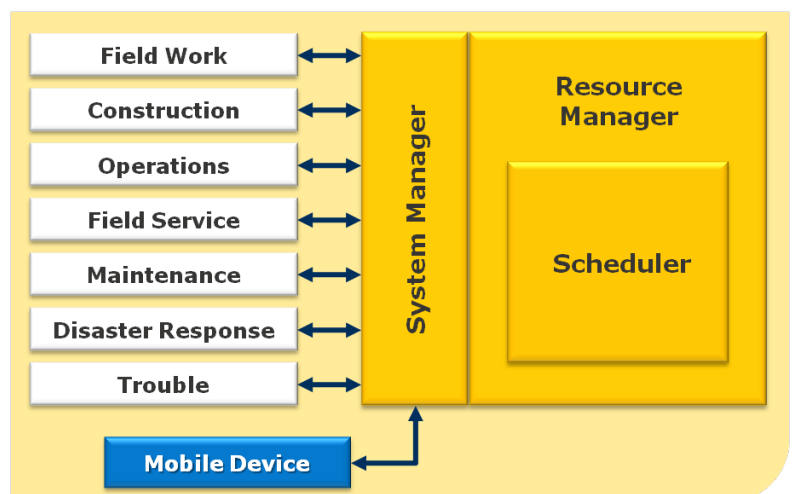 Field Work
Construction
Operations
Field Service
Maintenance
Disaster Response
Trouble
Mobile Device
System Manager
Resource
Manager
Scheduler